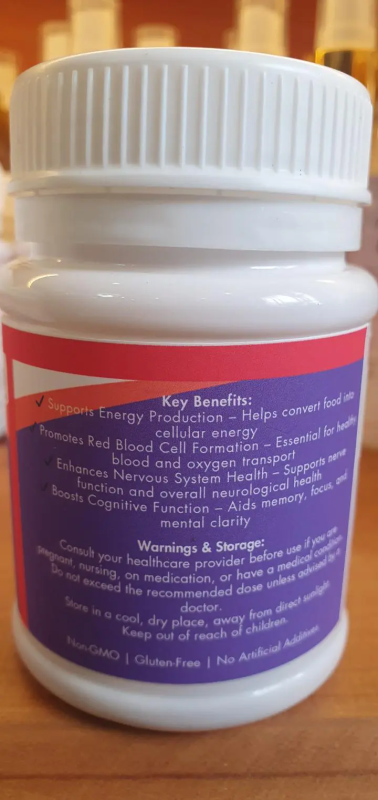 Key Benefits:
✓ Supports Energy Production – Helps convert food into
cellular energy
✓ Promotes Red Blood Cell Formation – Essential for healthy
blood and oxygen transport
✓ Enhances Nervous System Health – Supports nerve
function and overall neurological health
✓ Boosts Cognitive Function – Aids memory, focus, and
mental clarity
Warnings & Storage:
Consult your healthcare provider before use if you are
pregnant, nursing, on medication, or have a medical condition.
Do not exceed the recommended dose unless advised by a
doctor.
Store in a cool, dry place, away from direct sunlight.
Keep out of reach of children.
Non-GMO | Gluten-Free | No Artificial Additives